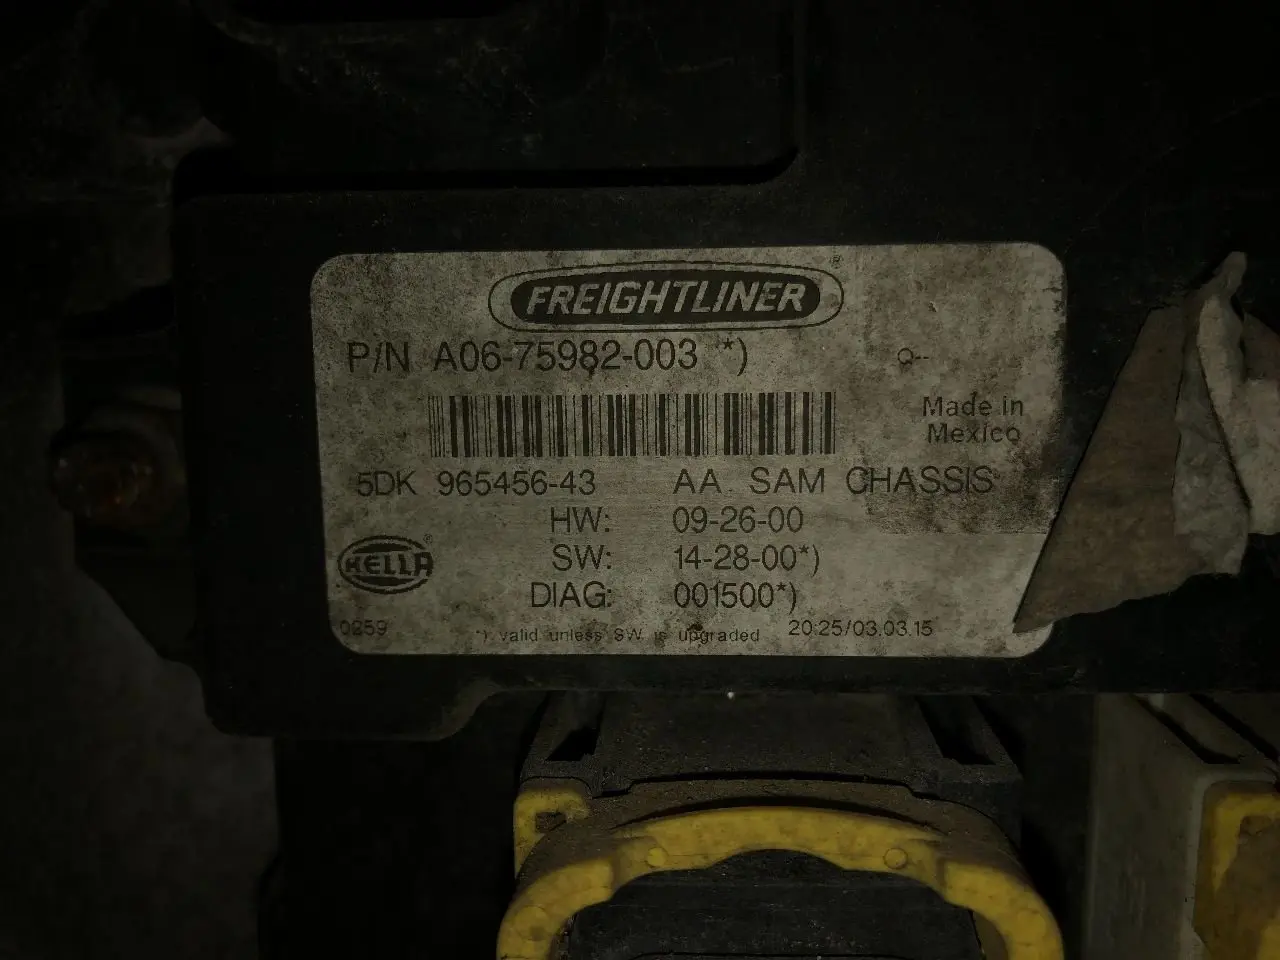 FREIGHTLINER ®
P/N A06-75982-003 *)
Q--
Made in
Mexico
5DK 965456-43 AA SAM CHASSIS
HW: 09-26-00
SW: 14-28-00*)
DIAG: 001500*)
HELLA ®
0259 *) valid unless SW is upgraded 20:25/03.03.15